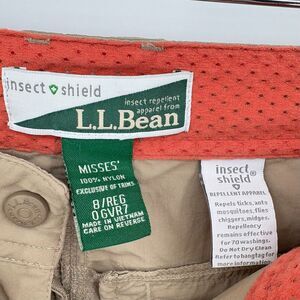 insect shield
insect repellent
apparel from
L.L.Bean
MISSES'
100% NYLON
EXCLUSIVE OF TRIMS
8/REG
0GVR7
MADE IN VIETNAM
CARE ON REVERSE
insect
shield®
REPELLENT APPAREL
Repels ticks, ants
mosquitoes, flies
chiggers, midges.
Repellency
remains effective
for 70 washings.
Do Not Dry Clean
Refer to hangtag for
more information